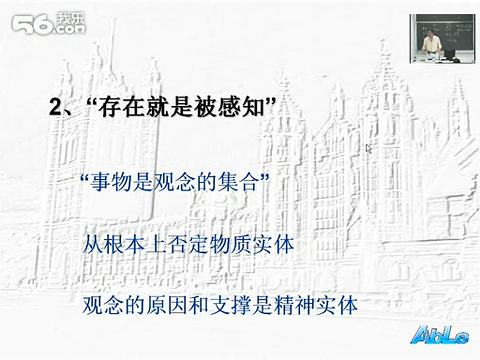 56我乐
.com
2、“存在就是被感知”
“事物是观念的集合”
从根本上否定物质实体
观念的原因和支撑是精神实体
AbLe